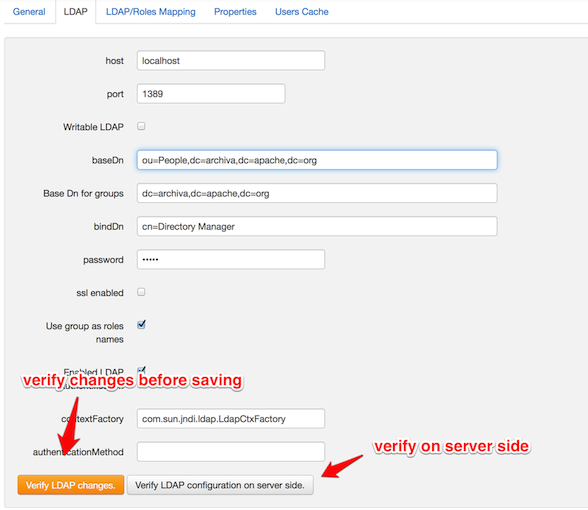 General LDAP LDAP/Roles Mapping Properties Users Cache
host localhost
port 1389
Writable LDAP
baseDn ou=People,dc=archiva,dc=apache,dc=org
Base Dn for groups dc=archiva,dc=apache,dc=org
bindDn cn=Directory Manager
password •••••
ssl enabled
Use group as roles
names
Enabled LDAP
verify changes before saving
contextFactory com.sun.jndi.ldap.LdapCtxFactory
verify on server side
authenticationMethod
Verify LDAP changes. Verify LDAP configuration on server side.